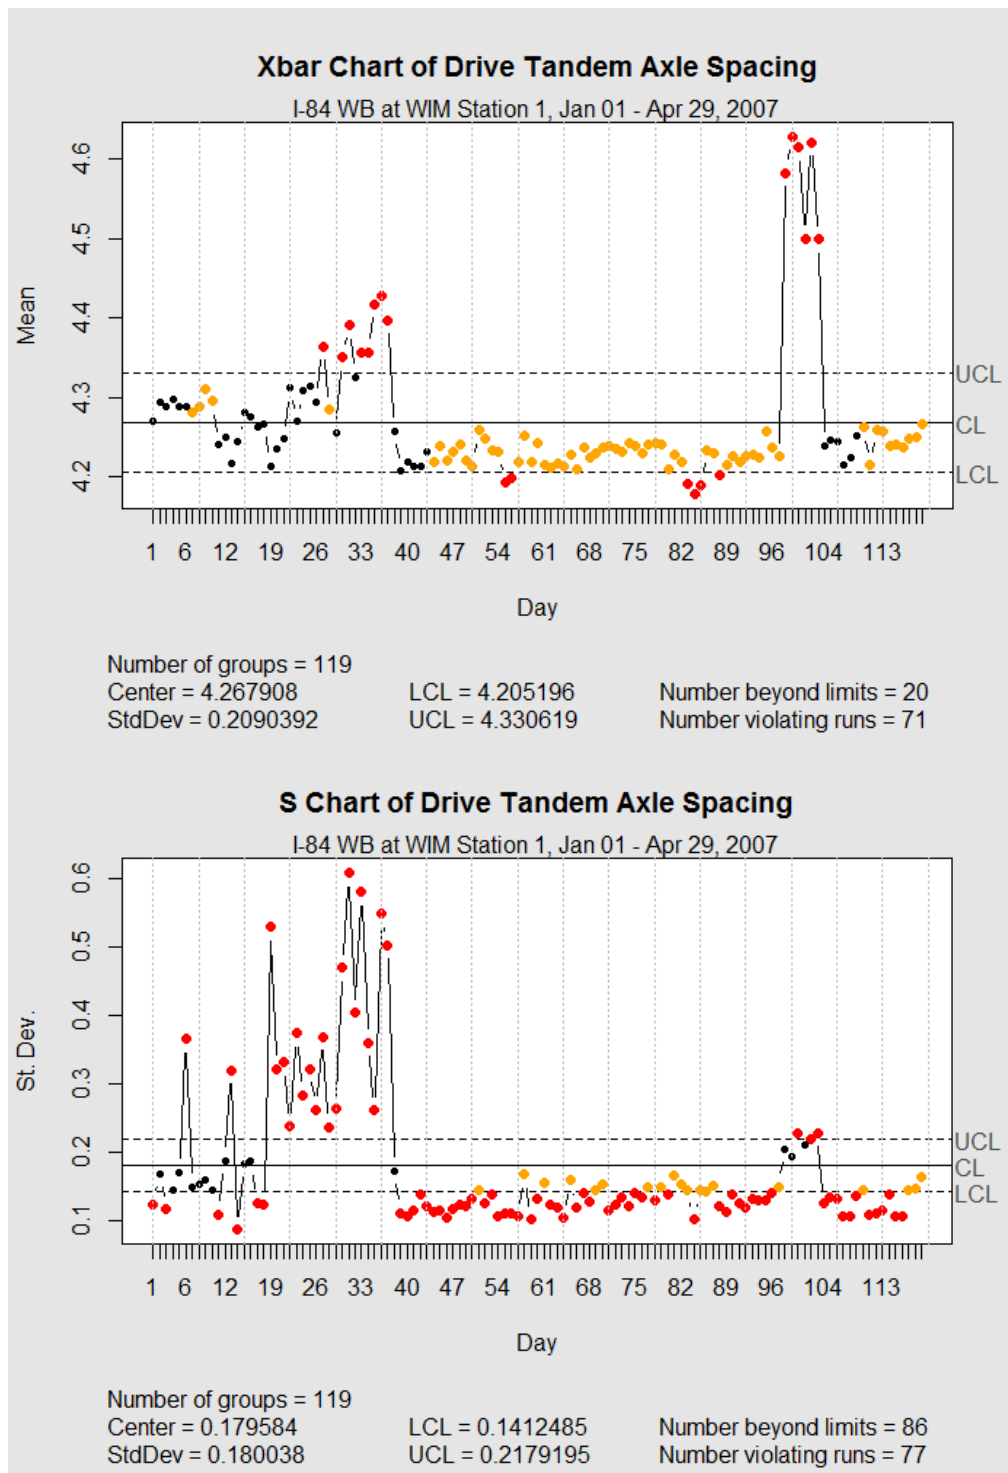 Xbar Chart of Drive Tandem Axle Spacing
I-84 WB at WIM Station 1, Jan 01 - Apr 29, 2007
Mean
4.6
4.5
4.4
4.3
4.2
UCL
CL
LCL
1 6 12 19 26 33 40 47 54 61 68 75 82 89 96 104 113
Day
Number of groups = 119
Center = 4.267908 LCL = 4.205196 Number beyond limits = 20
StdDev = 0.2090392 UCL = 4.330619 Number violating runs = 71
S Chart of Drive Tandem Axle Spacing
I-84 WB at WIM Station 1, Jan 01 - Apr 29, 2007
St. Dev.
0.6
0.5
0.4
0.3
0.2
0.1
UCL
CL
LCL
1 6 12 19 26 33 40 47 54 61 68 75 82 89 96 104 113
Day
Number of groups = 119
Center = 0.179584 LCL = 0.1412485 Number beyond limits = 86
StdDev = 0.180038 UCL = 0.2179195 Number violating runs = 77